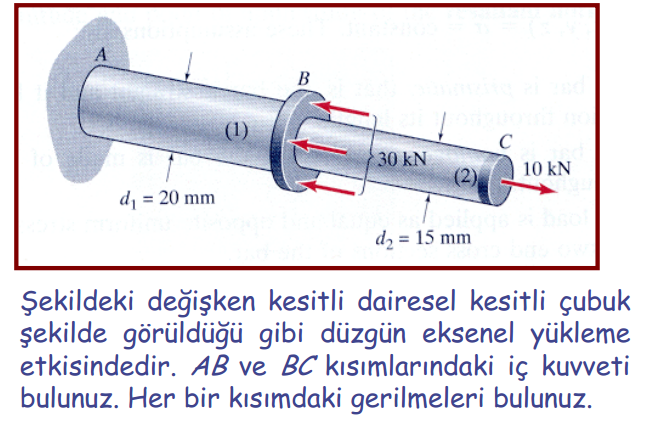 A
B
(1)
C
30 kN
(2)
10 kN
d₁ = 20 mm
d₂ = 15 mm
Şekildeki değişken kesitli dairesel kesitli çubuk
şekilde görüldüğü gibi düzgün eksenel yükleme
etkisindedir. AB ve BC kısımlarındaki iç kuvveti
bulunuz. Her bir kısımdaki gerilmeleri bulunuz.